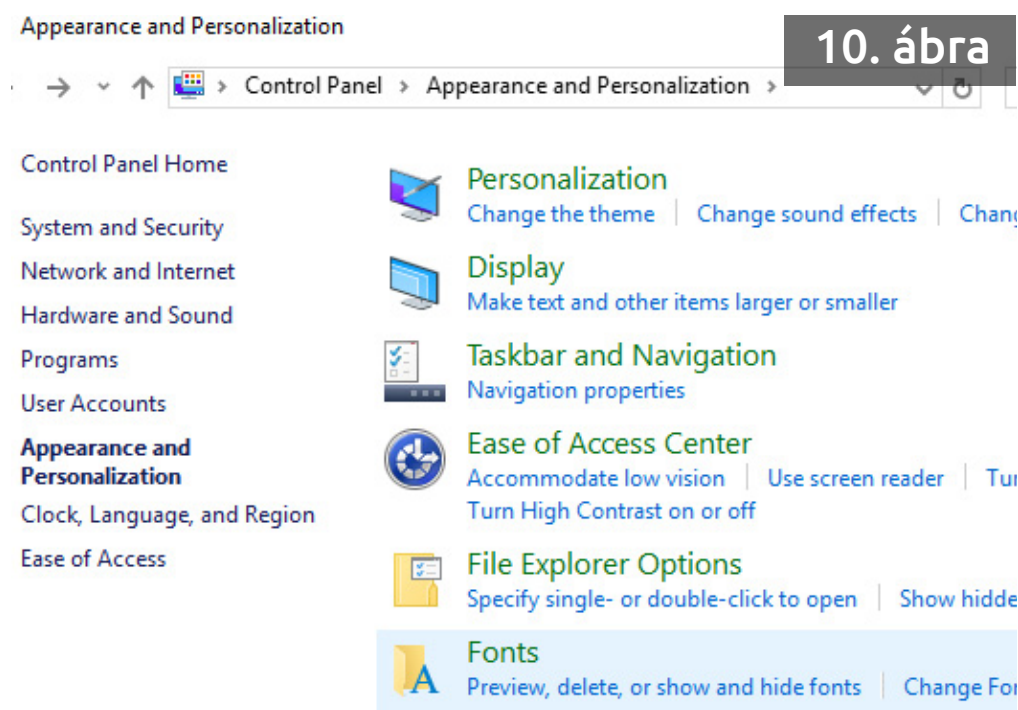 Appearance and Personalization
10. ábra
Control Panel > Appearance and Personalization >
Control Panel Home
System and Security
Network and Internet
Hardware and Sound
Programs
User Accounts
Appearance and
Personalization
Clock, Language, and Region
Ease of Access
Personalization
Change the theme | Change sound effects
Display
Make text and other items larger or smaller
Taskbar and Navigation
Navigation properties
Ease of Access Center
Accommodate low vision | Use screen reader
Turn High Contrast on or off
File Explorer Options
Specify single- or double-click to open | Show
Fonts
Preview, delete, or show and hide fonts | Change